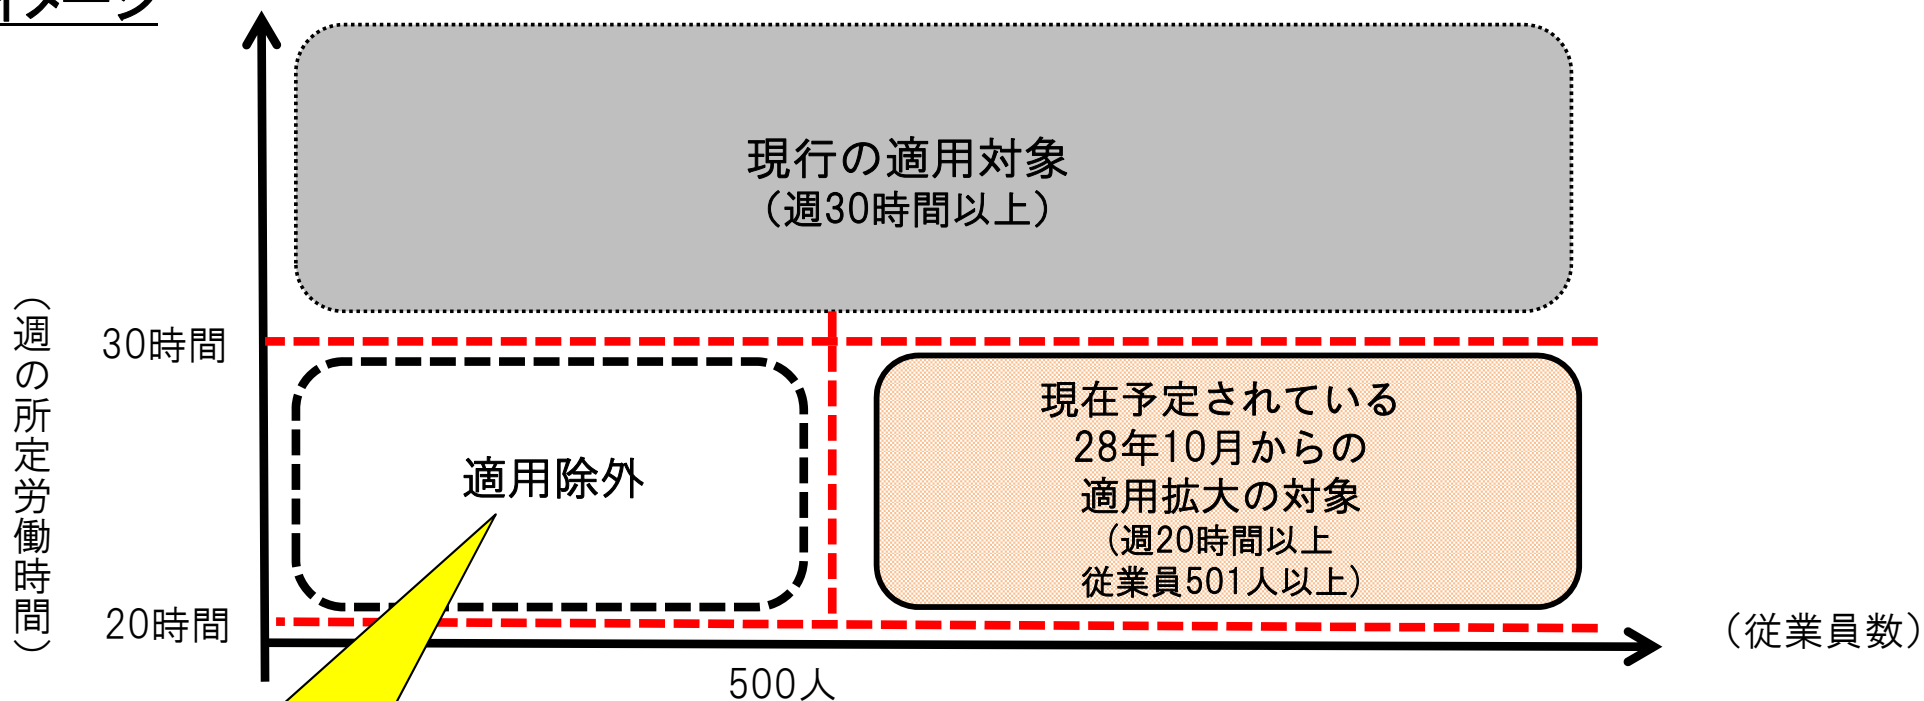 イメージ
現行の適用対象
（週30時間以上）
（週の所定労働時間）
30時間
現在予定されている
28年10月からの
適用拡大の対象
（週20時間以上
従業員501人以上）
適用除外
20時間
（従業員数）
500人